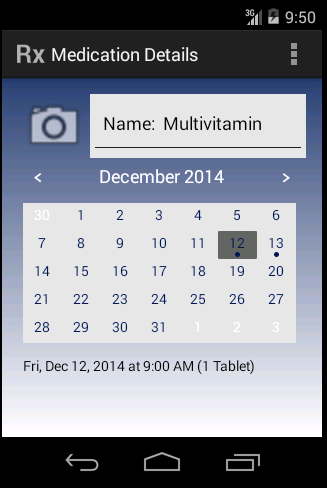 3G 9:50
Rx Medication Details
Name: Multivitamin
< December 2014 >
30 1 2 3 4 5 6
7 8 9 10 11 12 13
14 15 16 17 18 19 20
21 22 23 24 25 26 27
28 29 30 31 1 2 3
Fri, Dec 12, 2014 at 9:00 AM (1 Tablet)